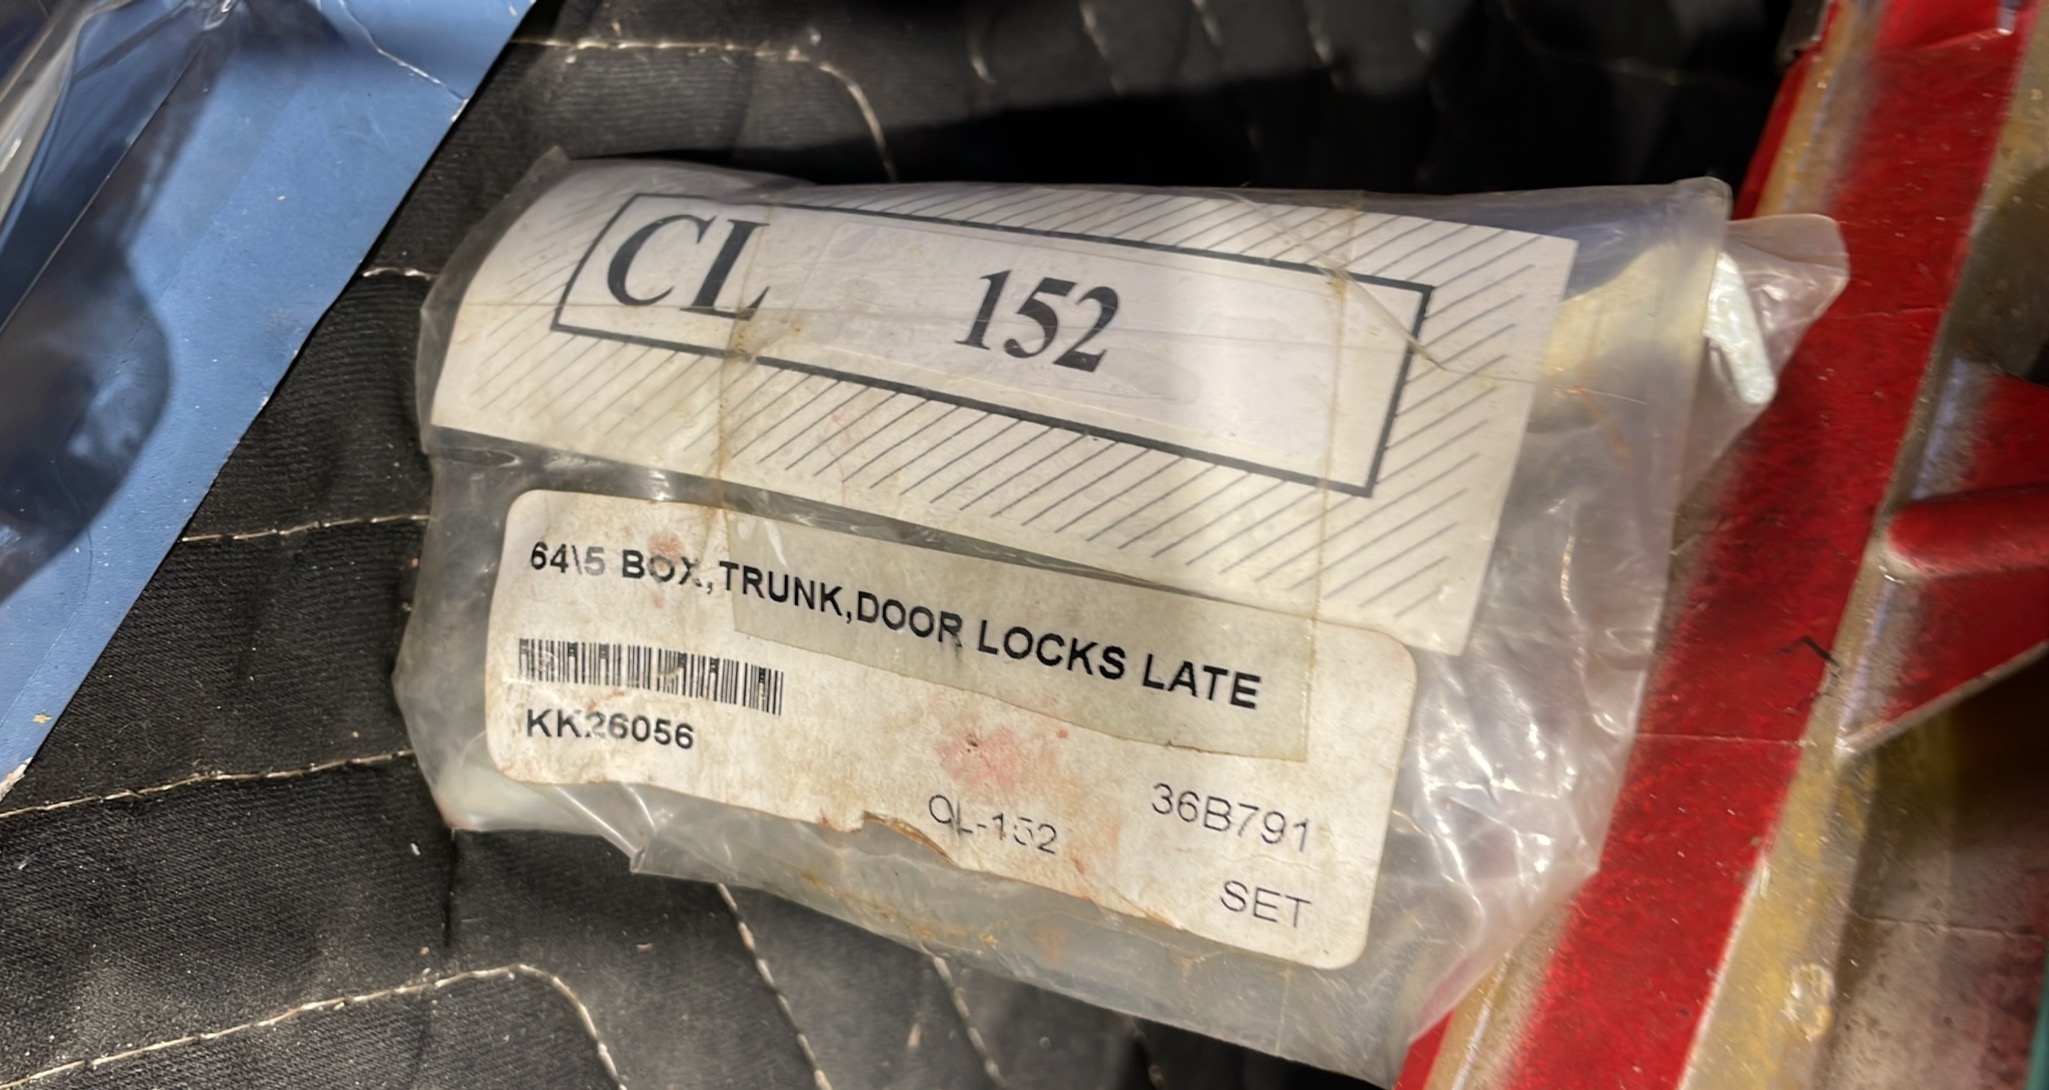 CL 152
64\5 BOX,TRUNK,DOOR LOCKS LATE
KK26056
36B791
CL-152
SET